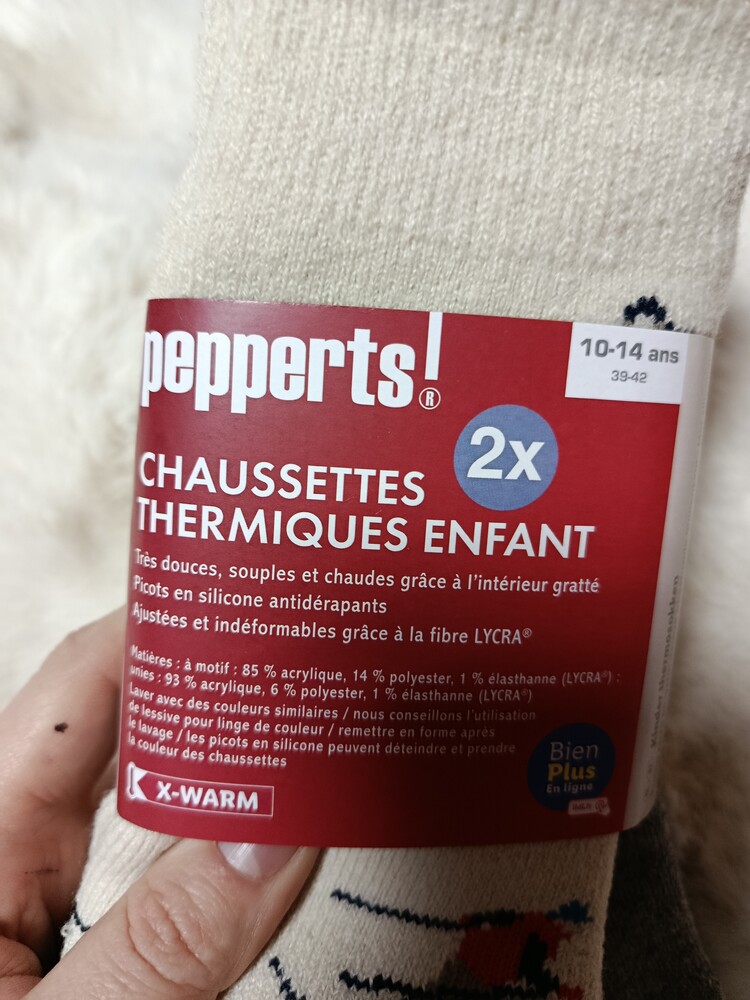 pepperts!®
10-14 ans
39-42
2x
CHAUSSETTES
THERMIQUES ENFANT
Très douces, souples et chaudes grâce à l'intérieur gratté
Picots en silicone antidérapants
Ajustées et indéformables grâce à la fibre LYCRA®
Matières : à motif : 85 % acrylique, 14 % polyester, 1 % élasthanne (LYCRA®) ;
unies : 93 % acrylique, 6 % polyester, 1 % élasthanne (LYCRA®)
Laver avec des couleurs similaires / nous conseillons l'utilisation
de lessive pour linge de couleur / remettre en forme après
le lavage / les picots en silicone peuvent déteindre et prendre
la couleur des chaussettes
X-WARM
Bien
Plus
En ligne
Kinder thermosokken